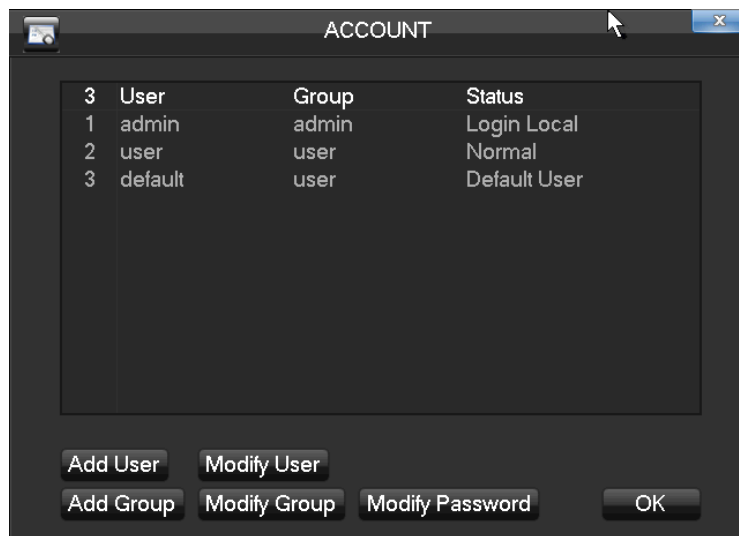 ACCOUNT
x
3 User Group Status
1 admin admin Login Local
2 user user Normal
3 default user Default User
Add User Modify User
Add Group Modify Group Modify Password OK